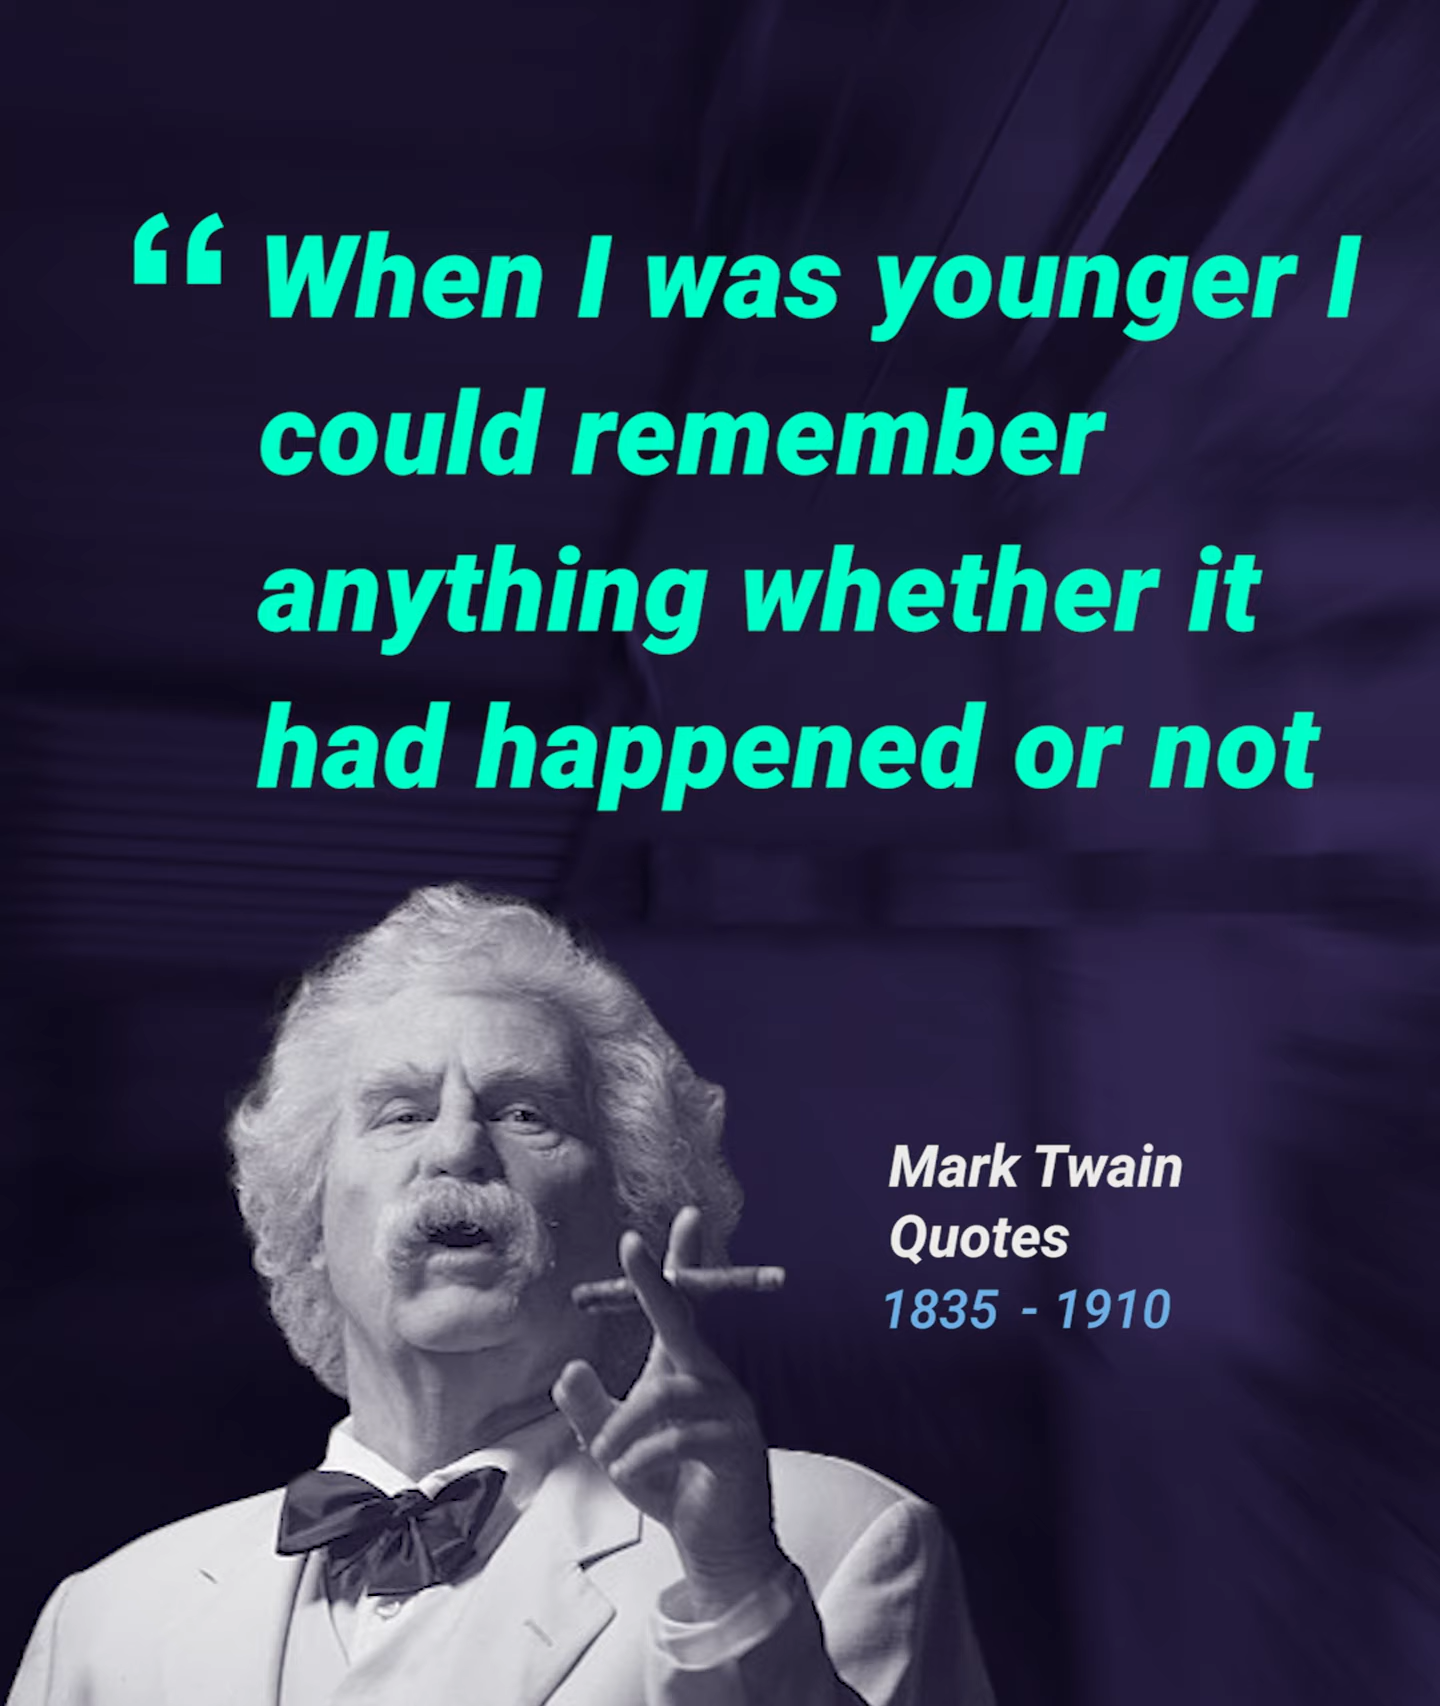 “ When I was younger I
could remember
anything whether it
had happened or not
Mark Twain
Quotes
1835 - 1910